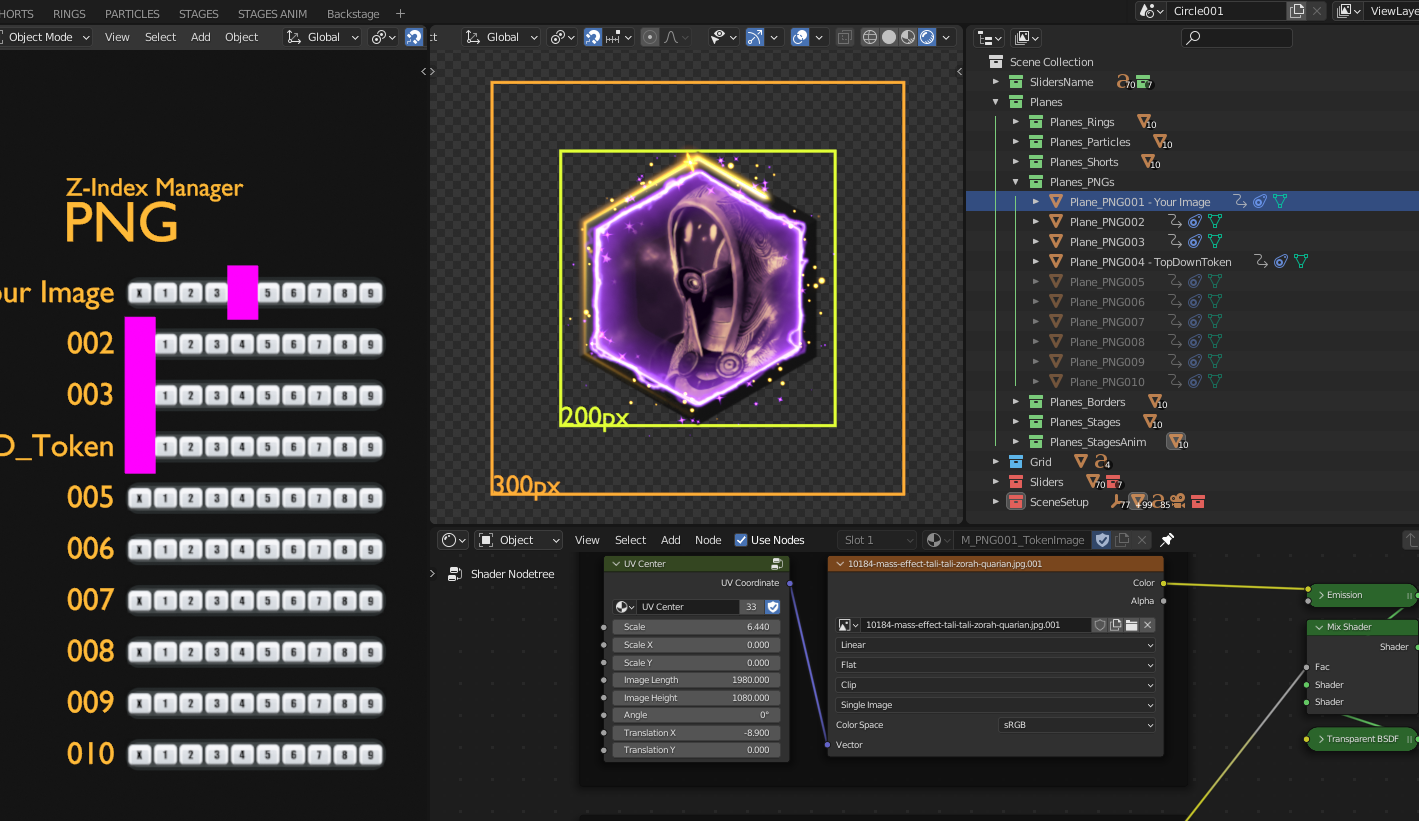 HORTS RINGS PARTICLES STAGES STAGES ANIM Backstage +
Circle001
ViewLaye
Object Mode View Select Add Object Global
ct Global
Z-Index Manager
PNG
our Image X 1 2 3 5 6 7 8 9
002 1 2 3 4 5 6 7 8 9
003 1 2 3 4 5 6 7 8 9
D_Token 1 2 3 4 5 6 7 8 9
005 X 1 2 3 4 5 6 7 8 9
006 X 1 2 3 4 5 6 7 8 9
007 X 1 2 3 4 5 6 7 8 9
008 X 1 2 3 4 5 6 7 8 9
009 X 1 2 3 4 5 6 7 8 9
010 X 1 2 3 4 5 6 7 8 9
200px
300px
Scene Collection
SlidersName 70 7
Planes
Planes_Rings 10
Planes_Particles 10
Planes_Shorts 10
Planes_PNGs
Plane_PNG001 - Your Image
Plane_PNG002
Plane_PNG003
Plane_PNG004 - TopDownToken
Plane_PNG005
Plane_PNG006
Plane_PNG007
Plane_PNG008
Plane_PNG009
Plane_PNG010
Planes_Borders 10
Planes_Stages 10
Planes_StagesAnim 10
Grid 4
Sliders 70 7
SceneSetup 77 +99 85
Object View Select Add Node Use Nodes Slot 1 M_PNG001_TokenImage
Shader Nodetree
UV Center
UV Coordinate
UV Center 33
Scale 6.440
Scale X 0.000
Scale Y 0.000
Image Length 1980.000
Image Height 1080.000
Angle 0°
Translation X -8.900
Translation Y 0.000
10184-mass-effect-tali-tali-zorah-quarian.jpg.001
Color
Alpha
10184-mass-effect-tali-tali-zorah-quarian.jpg.001
Linear
Flat
Clip
Single Image
Color Space sRGB
Vector
Emission
Mix Shader
Shader
Fac
Shader
Shader
Transparent BSDF